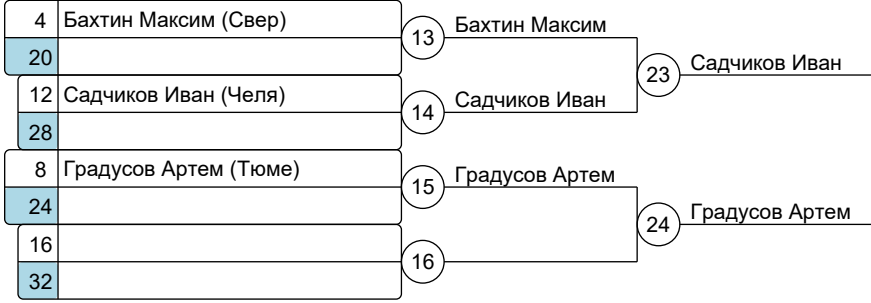 4 Бахтин Максим (Свер)
20
13 Бахтин Максим
12 Садчиков Иван (Челя)
28
14 Садчиков Иван
23 Садчиков Иван
8 Градусов Артем (Тюме)
24
15 Градусов Артем
16
32
16
24 Градусов Артем